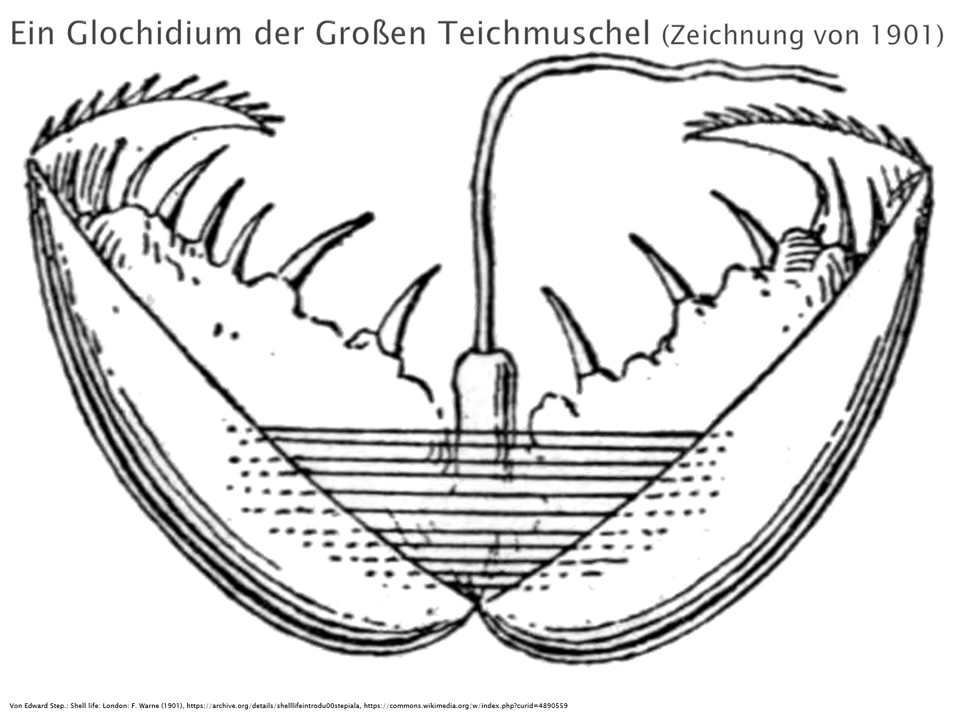 Ein Glochidium der Großen Teichmuschel (Zeichnung von 1901)
Von Edward Step.: Shell life: London: F. Warne (1901), https://archive.org/details/shelllifeintrodu00stepiala, https://commons.wikimedia.org/w/index.php?curid=4890559